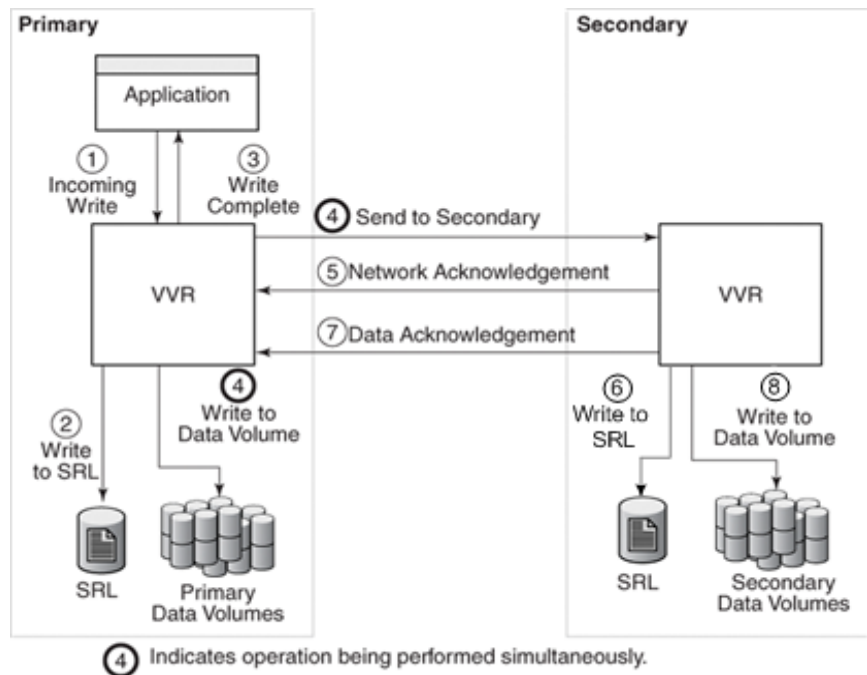 Primary
Secondary
Application
1
Incoming
Write
3
Write
Complete
4 Send to Secondary
5 Network Acknowledgement
7 Data Acknowledgement
VVR
VVR
4
Write to
Data Volume
2
Write
to SRL
6
Write to
SRL
8
Write to
Data Volume
SRL
Primary
Data Volumes
SRL
Secondary
Data Volumes
4 Indicates operation being performed simultaneously.